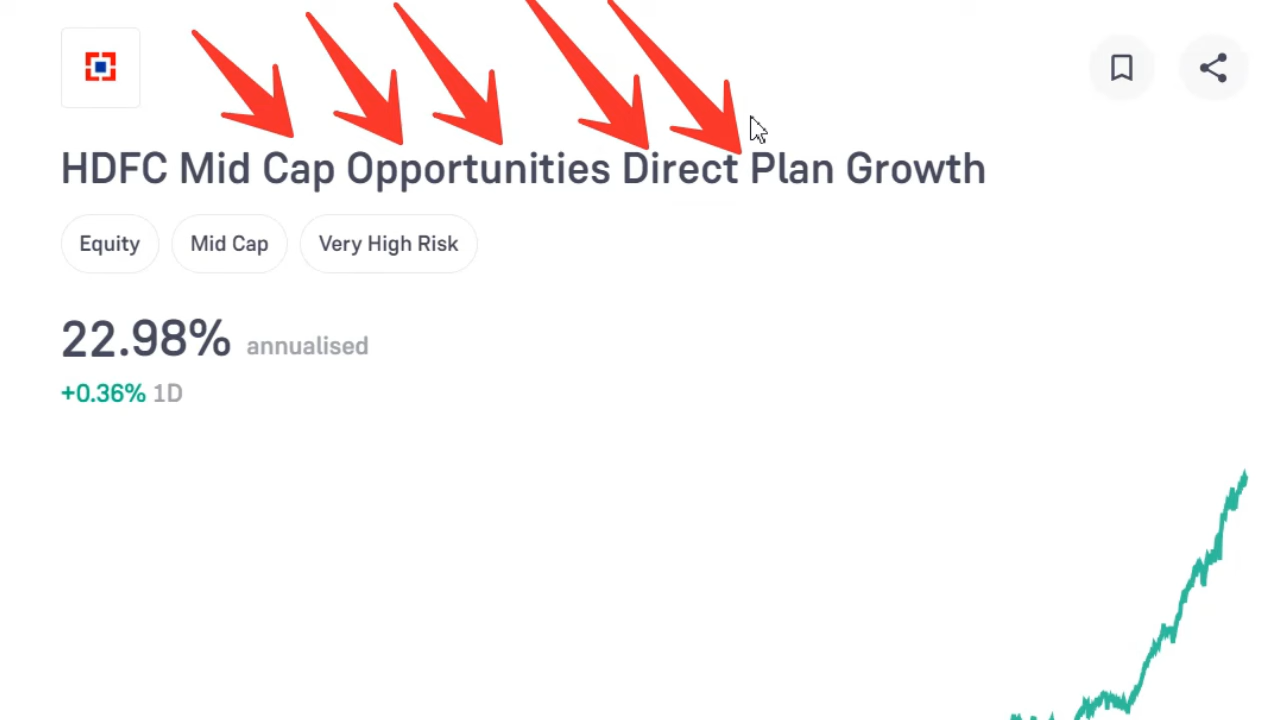 HDFC Mid Cap Opportunities Direct Plan Growth
Equity Mid Cap Very High Risk
22.98% annualised
+0.36% 1D